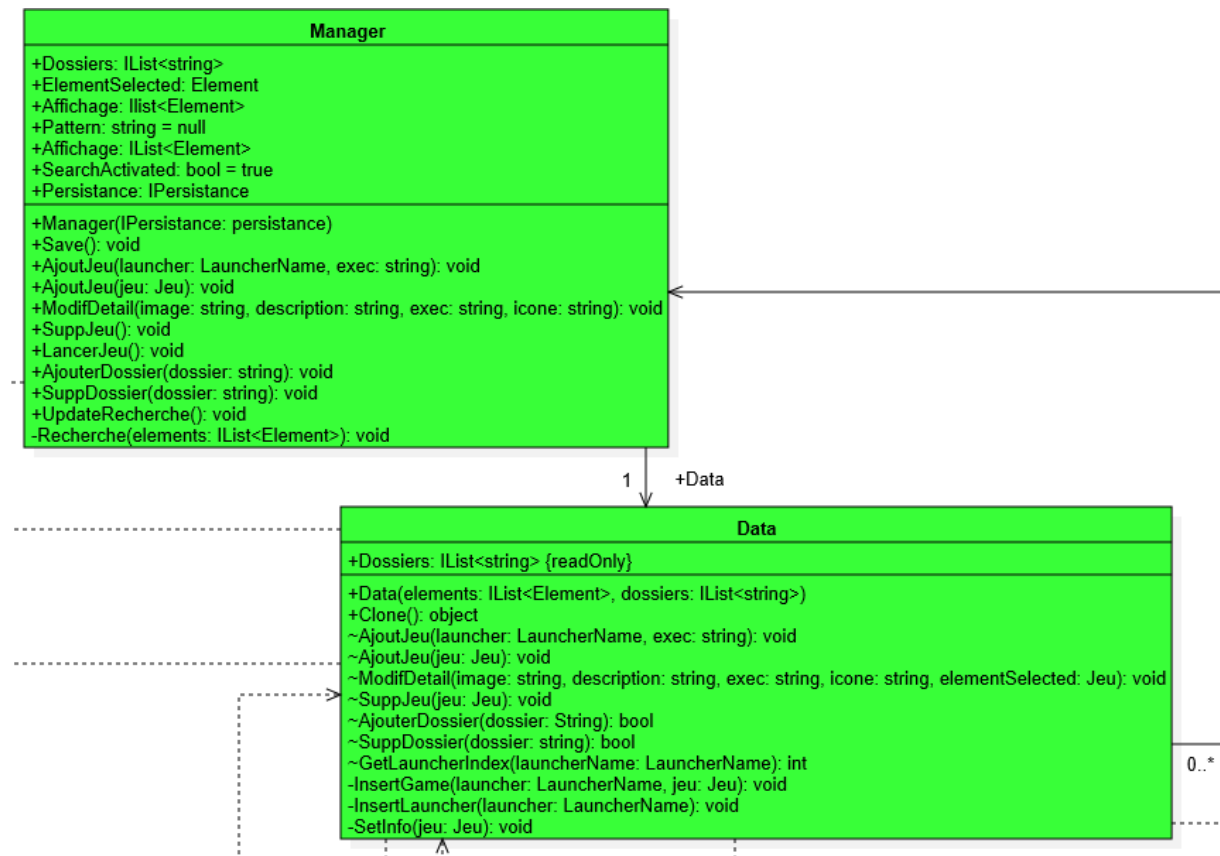 Manager
+Dossiers: IList<string>
+ElementSelected: Element
+Affichage: Ilist<Element>
+Pattern: string = null
+Affichage: IList<Element>
+SearchActivated: bool = true
+Persistance: IPersistance
+Manager(IPersistance: persistance)
+Save(): void
+AjoutJeu(launcher: LauncherName, exec: string): void
+AjoutJeu(jeu: Jeu): void
+ModifDetail(image: string, description: string, exec: string, icone: string): void
+SuppJeu(): void
+LancerJeu(): void
+AjouterDossier(dossier: string): void
+SuppDossier(dossier: string): void
+UpdateRecherche(): void
-Recherche(elements: IList<Element>): void
1 +Data
Data
+Dossiers: IList<string> {readOnly}
+Data(elements: IList<Element>, dossiers: IList<string>)
+Clone(): object
~AjoutJeu(launcher: LauncherName, exec: string): void
~AjoutJeu(jeu: Jeu): void
~ModifDetail(image: string, description: string, exec: string, icone: string, elementSelected: Jeu): void
~SuppJeu(jeu: Jeu): void
~AjouterDossier(dossier: String): bool
~SuppDossier(dossier: string): bool
~GetLauncherIndex(launcherName: LauncherName): int
-InsertGame(launcher: LauncherName, jeu: Jeu): void
-InsertLauncher(launcher: LauncherName): void
-SetInfo(jeu: Jeu): void
0..*